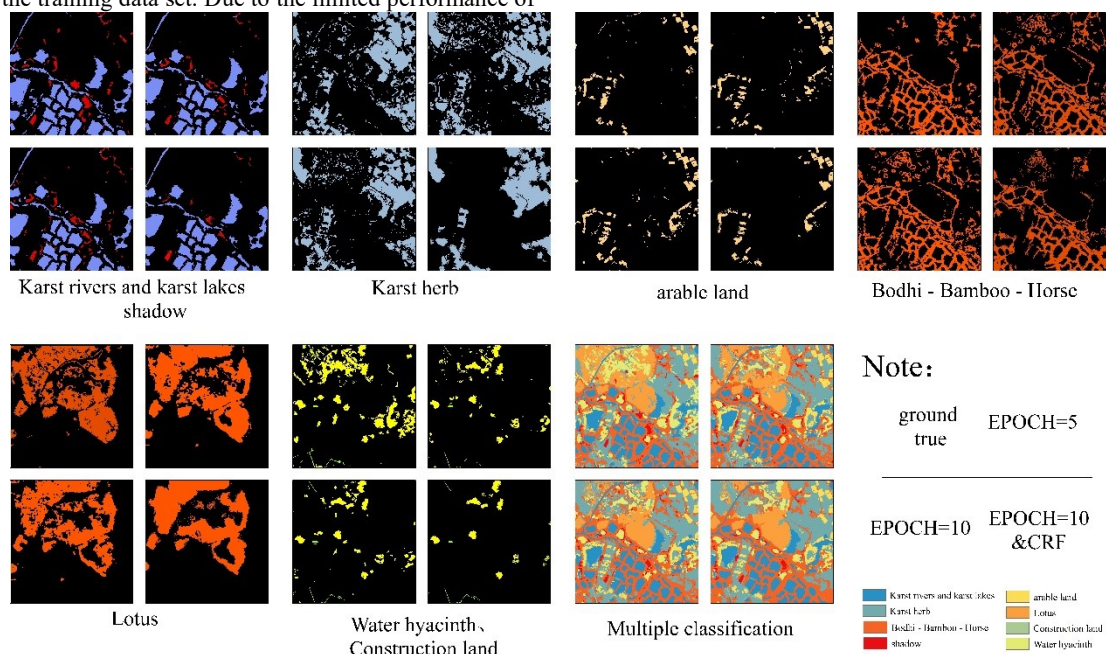 the training data set. Due to the limited performance of
Karst rivers and karst lakes
shadow
Karst herb
arable land
Bodhi - Bamboo - Horse
Note：
ground
true
EPOCH=5
EPOCH=10
EPOCH=10
&CRF
Lotus
Water hyacinth、
Construction land
Multiple classification
Karst rivers and karst lakes
Karst herb
Bodhi - Bamboo - Horse
shadow
arable land
Lotus
Construction land
Water hyacinth